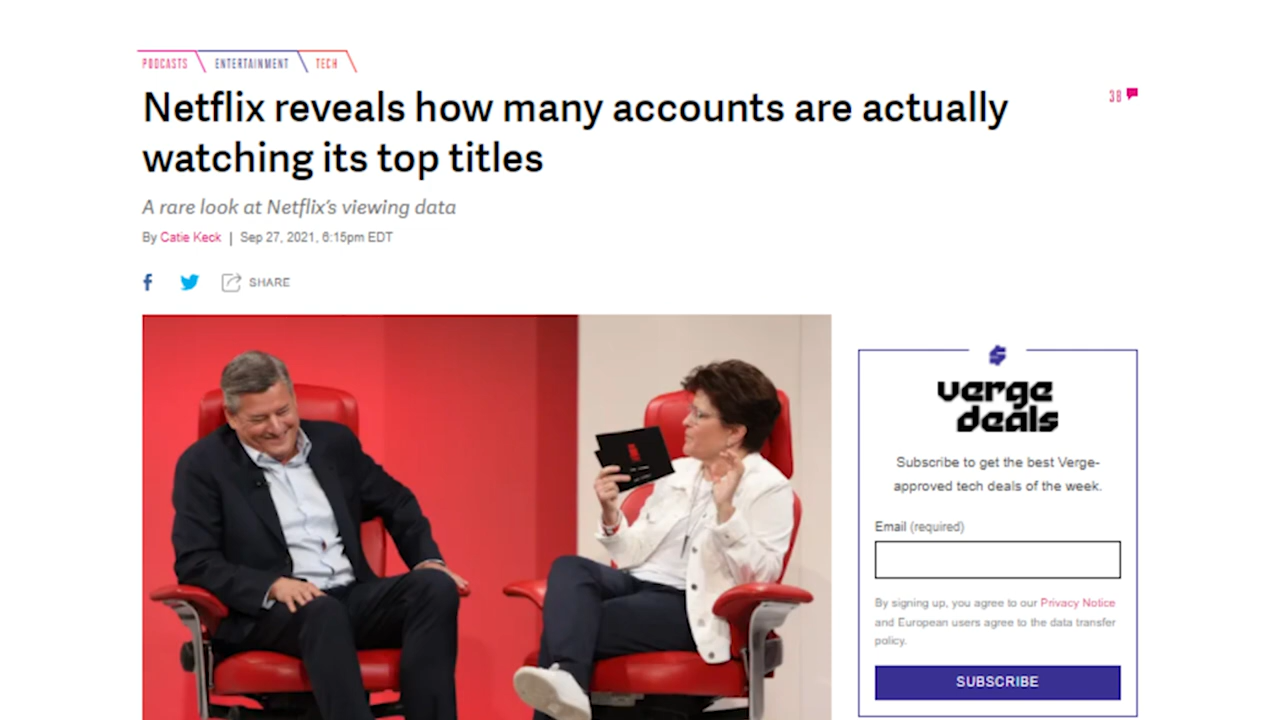 PODCASTS ENTERTAINMENT TECH
Netflix reveals how many accounts are actually
watching its top titles
38
A rare look at Netflix's viewing data
By Catie Keck | Sep 27, 2021, 6:15pm EDT
SHARE
verge
deals
Subscribe to get the best Verge-
approved tech deals of the week.
Email (required)
By signing up, you agree to our Privacy Notice
and European users agree to the data transfer
policy.
SUBSCRIBE